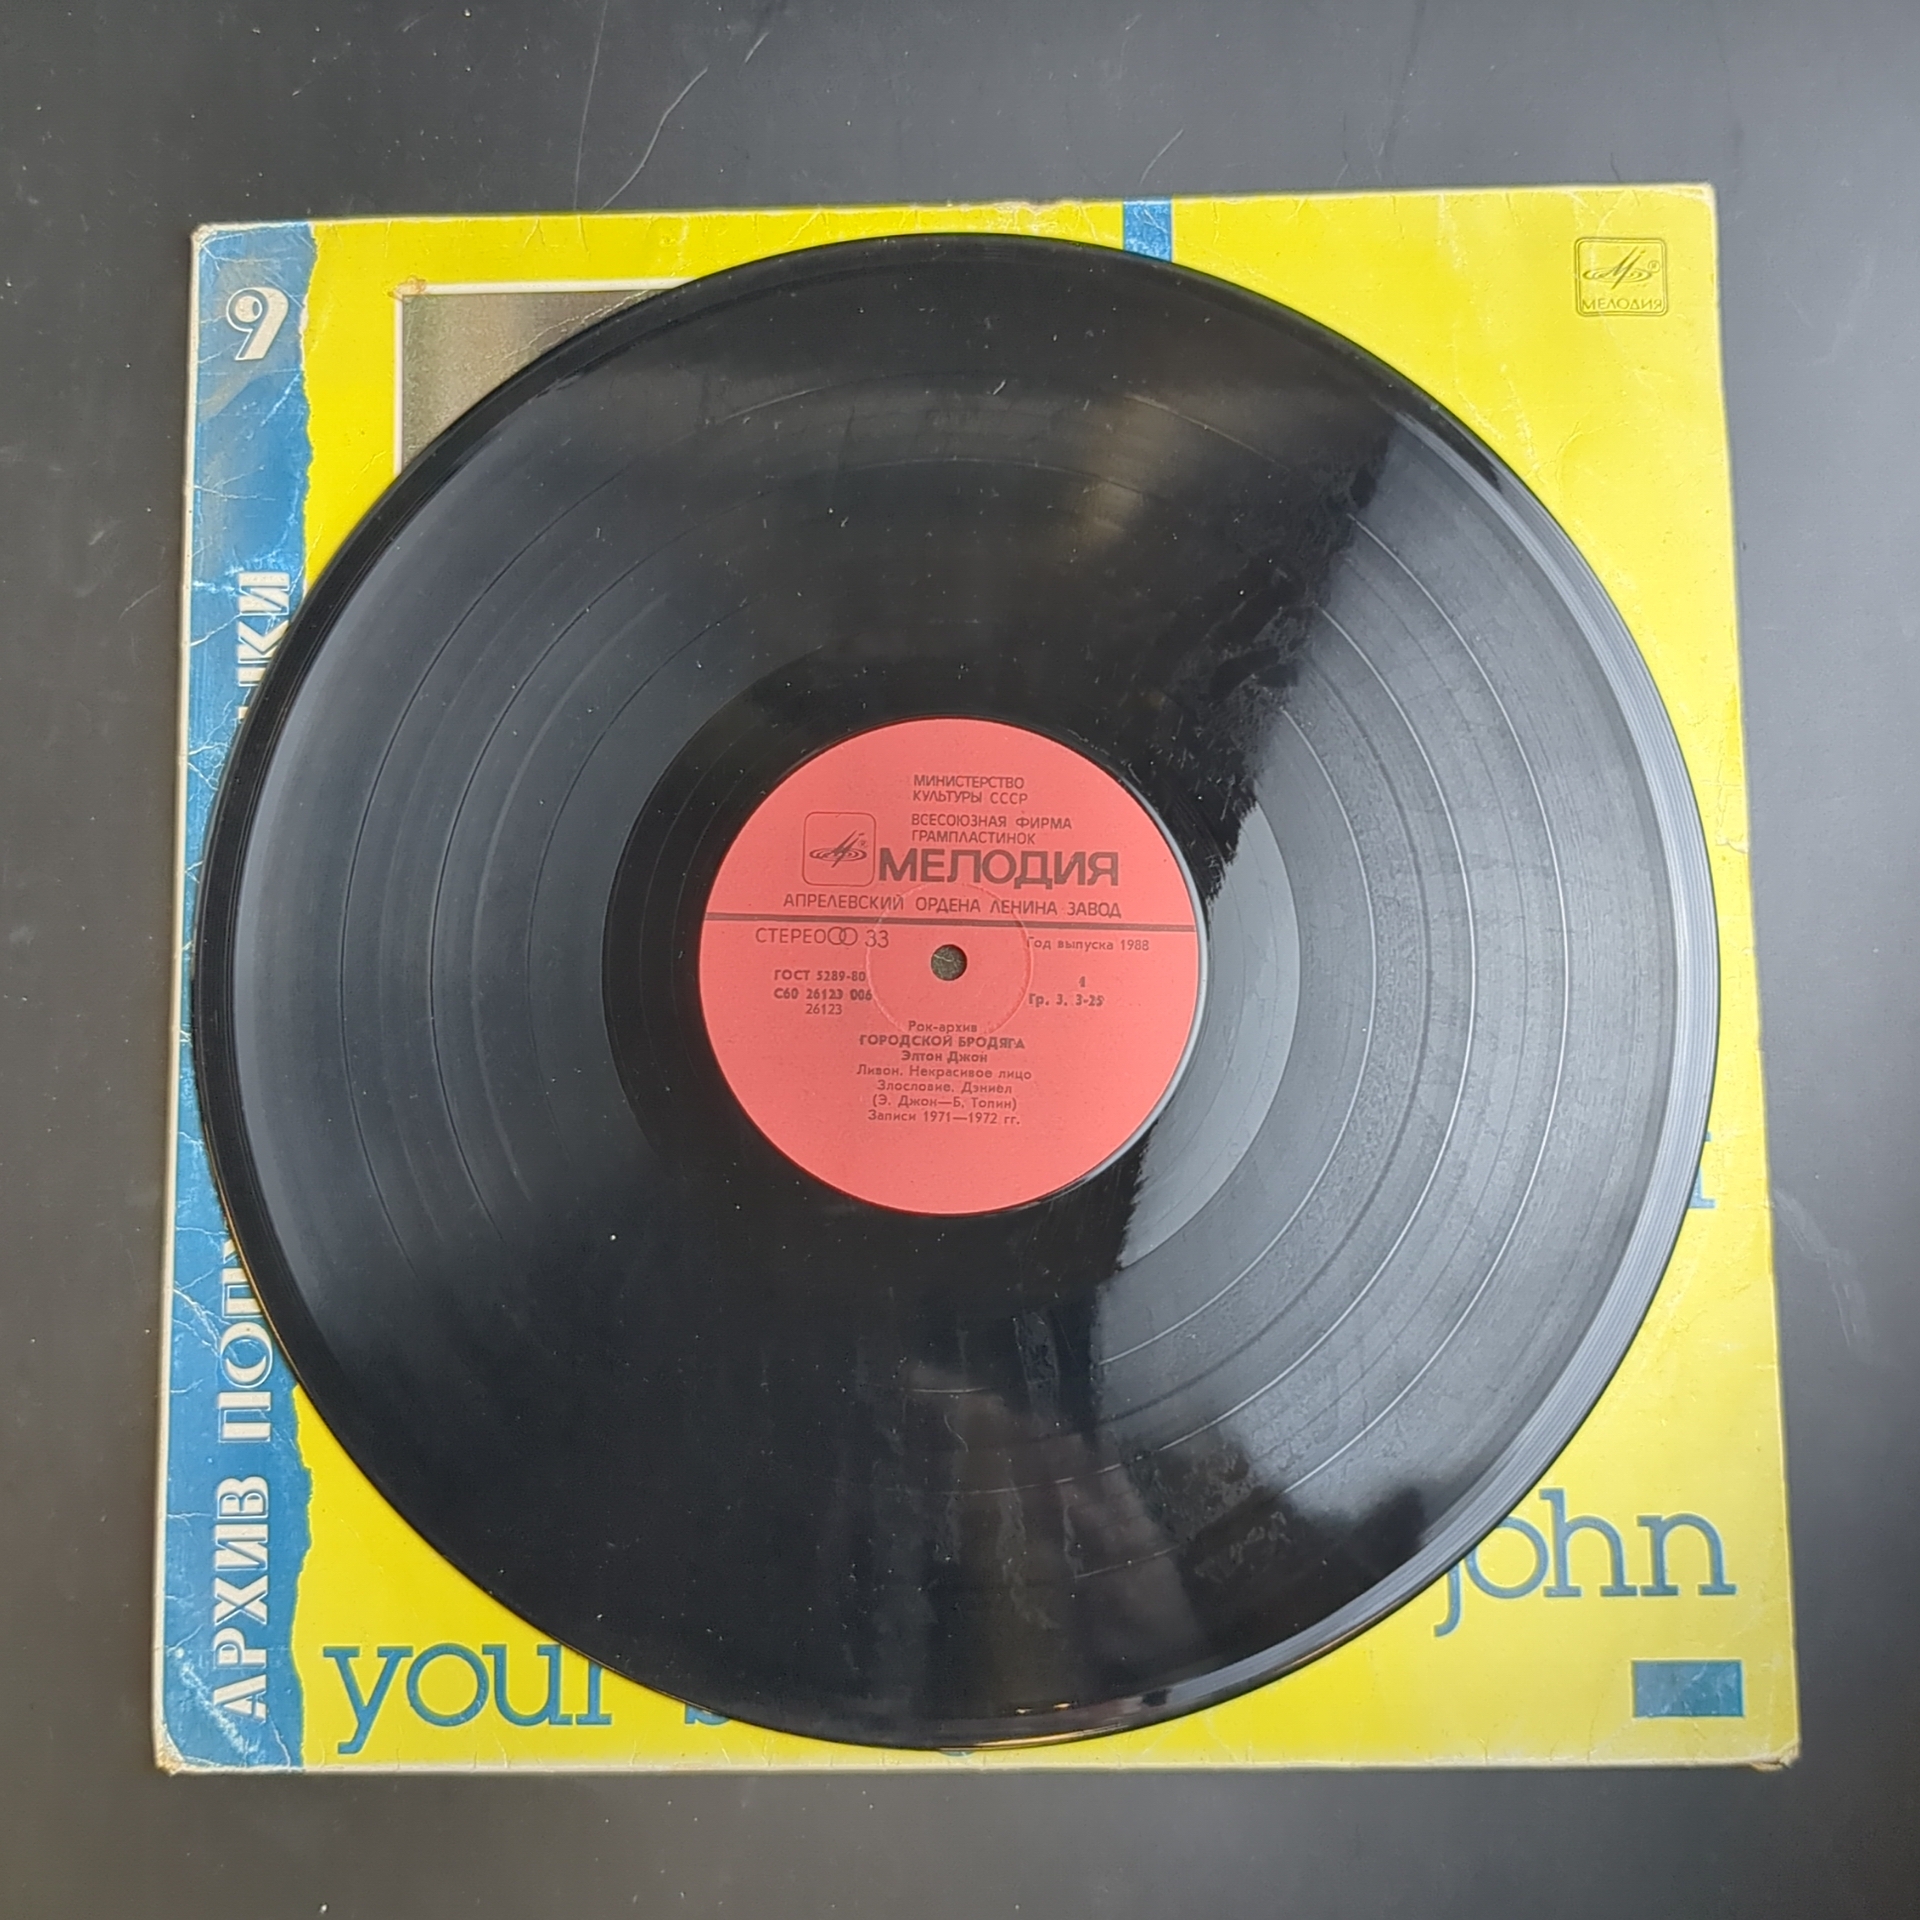 9
МЕЛОДИЯ
АРХИВ
МИНИСТЕРСТВО
КУЛЬТУРЫ СССР
ВСЕСОЮЗНАЯ ФИРМА
ГРАМПЛАСТИНОК
МЕЛОДИЯ
АПРЕЛЕВСКИЙ ОРДЕНА ЛЕНИНА ЗАВОД
СТЕРЕО 33
Год выпуска 1988
ГОСТ 5289-80
1
С60 26123 006
Гр. 3, 3-25
26123
Рок-архив
ГОРОДСКОЙ БРОДЯГА
Элтон Джон
Ливон. Некрасивое лицо
Злословие. Дэниел
(Э. Джон—Б. Топин)
Записи 1971—1972 гг.
john
your